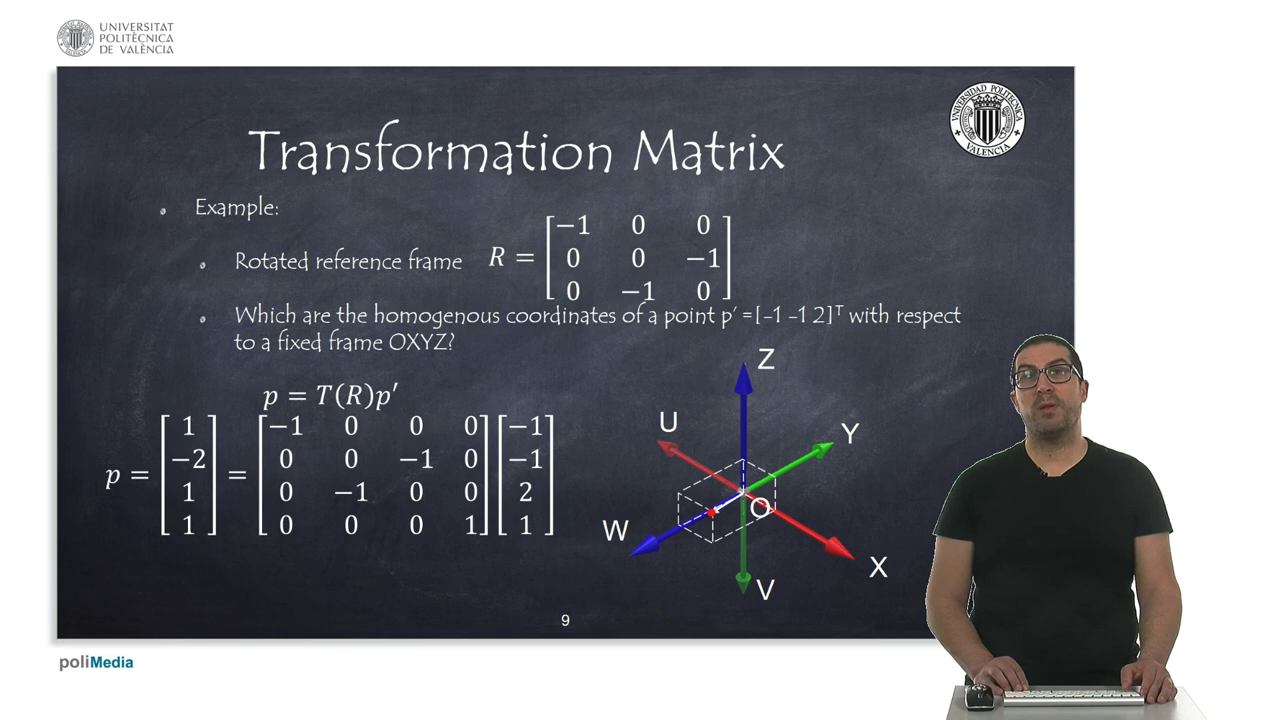 UNIVERSITAT
POLITÈCNICA
DE VALÈNCIA
UNIVERSIDAD POLITECNICA
VALENCIA
Transformation Matrix
Example:
Rotated reference frame R = [−1 0 0
0 0 −1
0 −1 0]
Which are the homogenous coordinates of a point p' =[-1 -1 2]ᵀ with respect
to a fixed frame OXYZ?
p = T(R)p′
p = [1 −2 1 1] = [−1 0 0 0
0 0 −1 0
0 −1 0 0
0 0 0 1] [−1 −1 2 1]
Z
U
Y
O
W
X
V
9
poliMedia